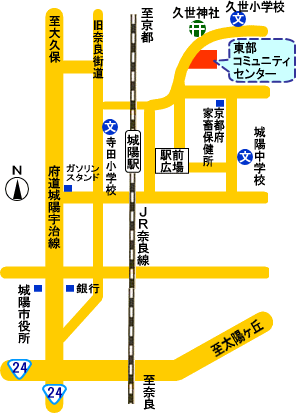 至大久保
旧奈良街道
至京都
久世神社
久世小学校
文
東部
コミュニティ
センター
文
寺田小学校
城陽駅
駅前
広場
京都府
家畜保健所
文
城陽中学校
N
府道城陽宇治線
ガソリン
スタンド
JR奈良線
城陽市役所
銀行
至太陽ヶ丘
24
24
至奈良